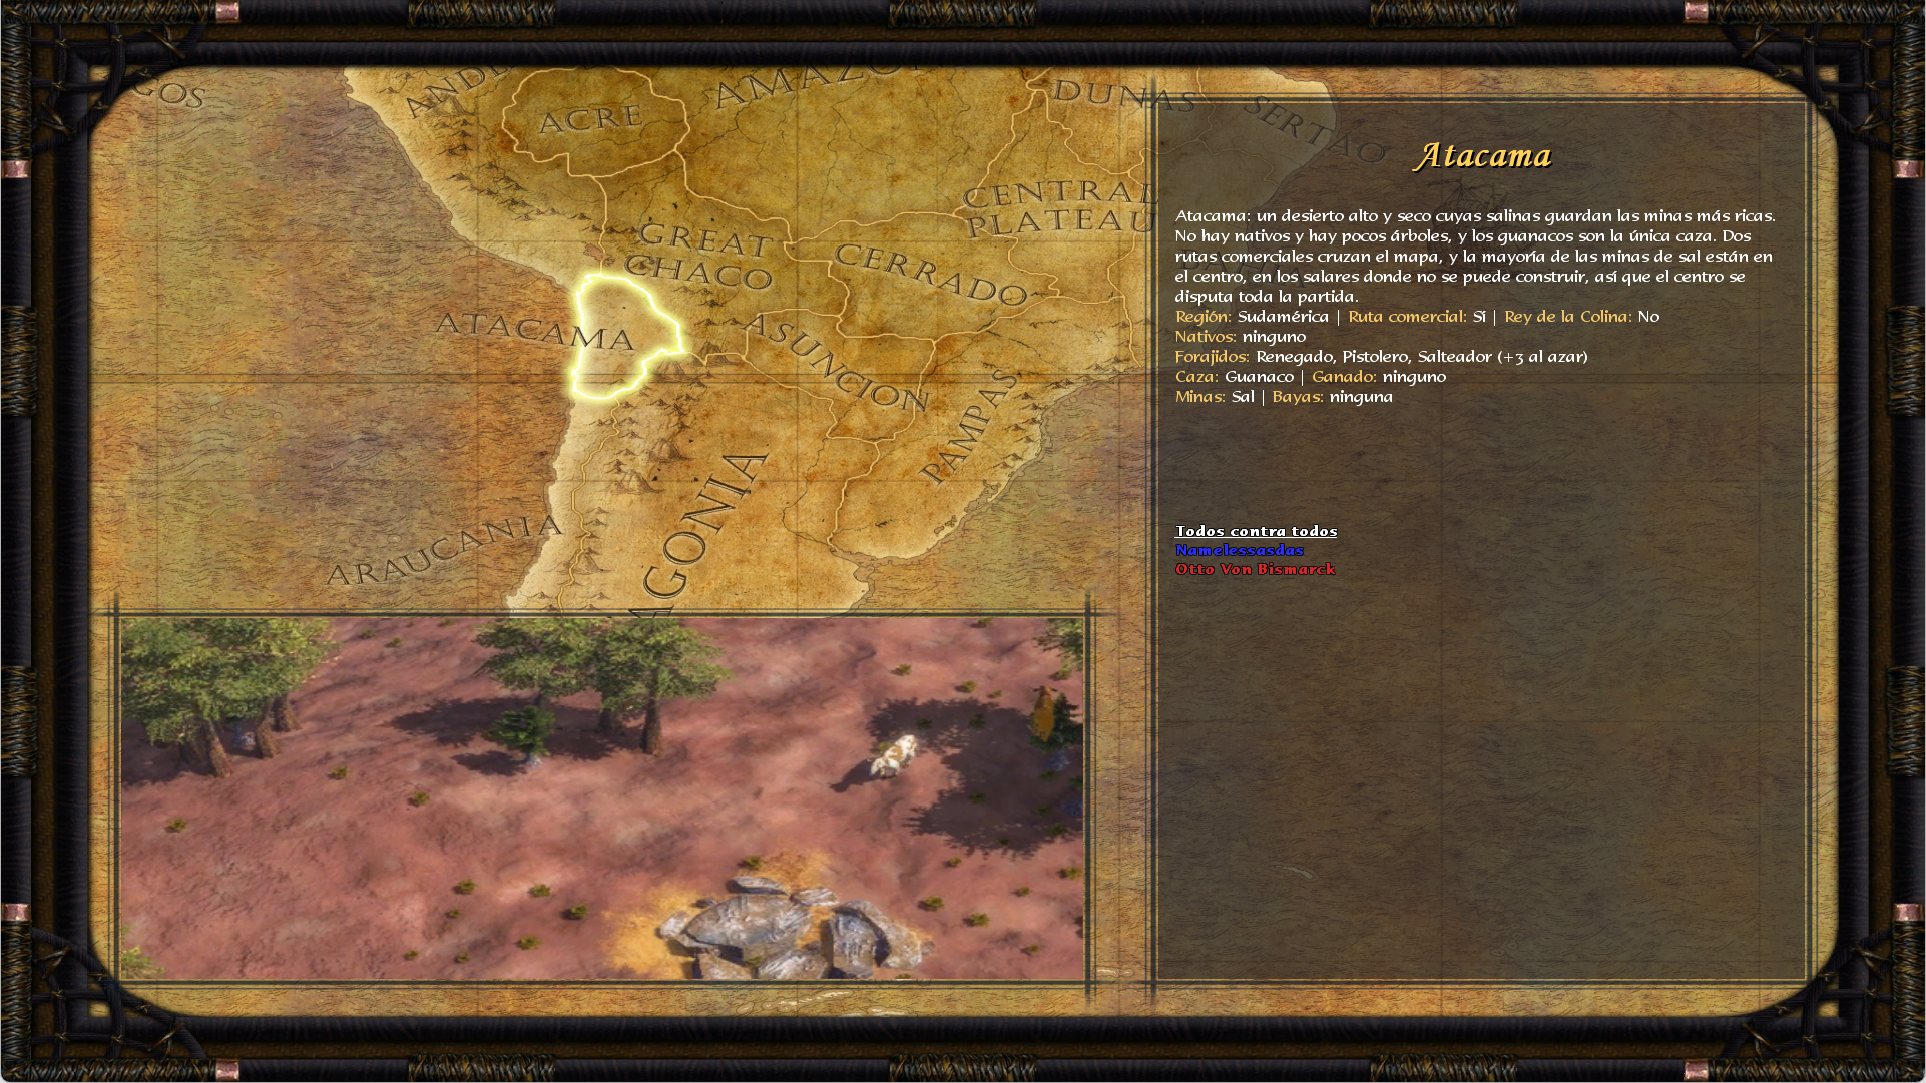 GOS
ANDE
ACRE
AMAZO
DUNAS
SERTAO
CENTRAL
PLATEAU
GREAT
CHACO
CERRADO
ATACAMA
ASUNCION
PAMPAS
AGONIA
ARAUCANIA
Atacama
Atacama: un desierto alto y seco cuyas salinas guardan las minas más ricas.
No hay nativos y hay pocos árboles, y los guanacos son la única caza. Dos
rutas comerciales cruzan el mapa, y la mayoría de las minas de sal están en
el centro, en los salares donde no se puede construir, así que el centro se
disputa toda la partida.
Región: Sudamérica | Ruta comercial: Sí | Rey de la Colina: No
Nativos: ninguno
Forajidos: Renegado, Pistolero, Salteador (+3 al azar)
Caza: Guanaco | Ganado: ninguno
Minas: Sal | Bayas: ninguna
Todos contra todos
Namelessasdas
Otto Von Bismarck